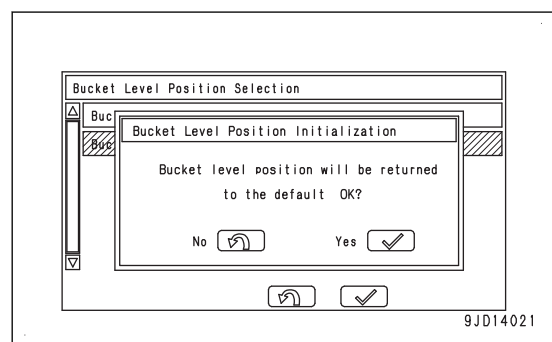 Bucket Level Position Selection
Buc
Bucket Level Position Initialization
Buc
Bucket level position will be returned
to the default OK?
No
Yes
9JD14021